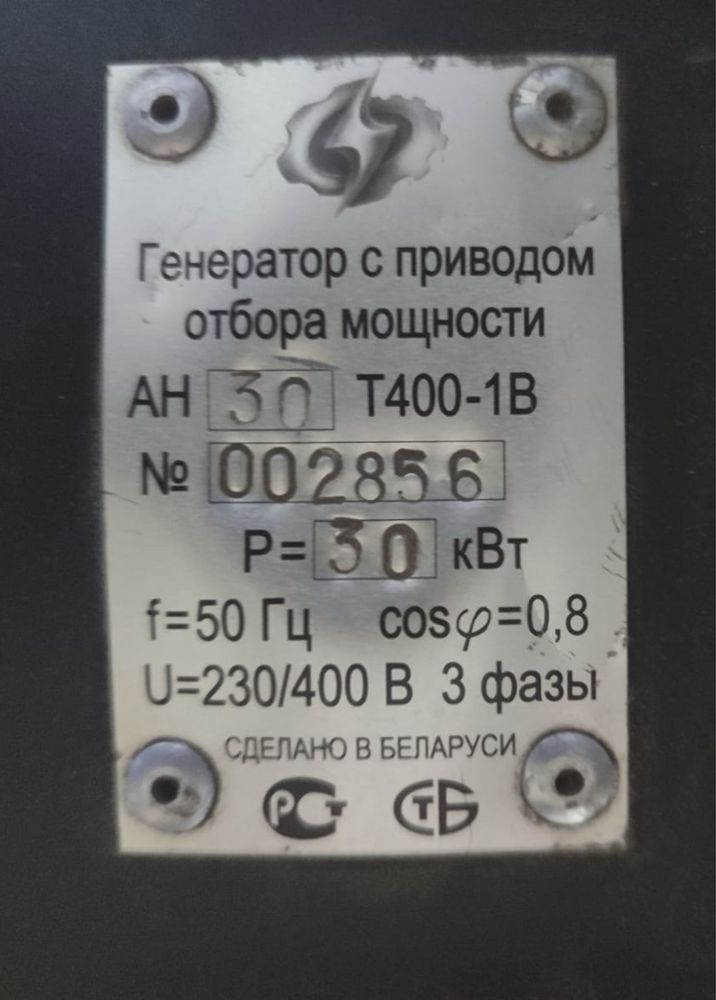 Генератор с приводом
отбора мощности
АН 30 Т400-1В
№ 002856
Р= 30 кВт
f=50 Гц cosφ=0,8
U=230/400 В 3 фазы
СДЕЛАНО В БЕЛАРУСИ
РСТ СТБ